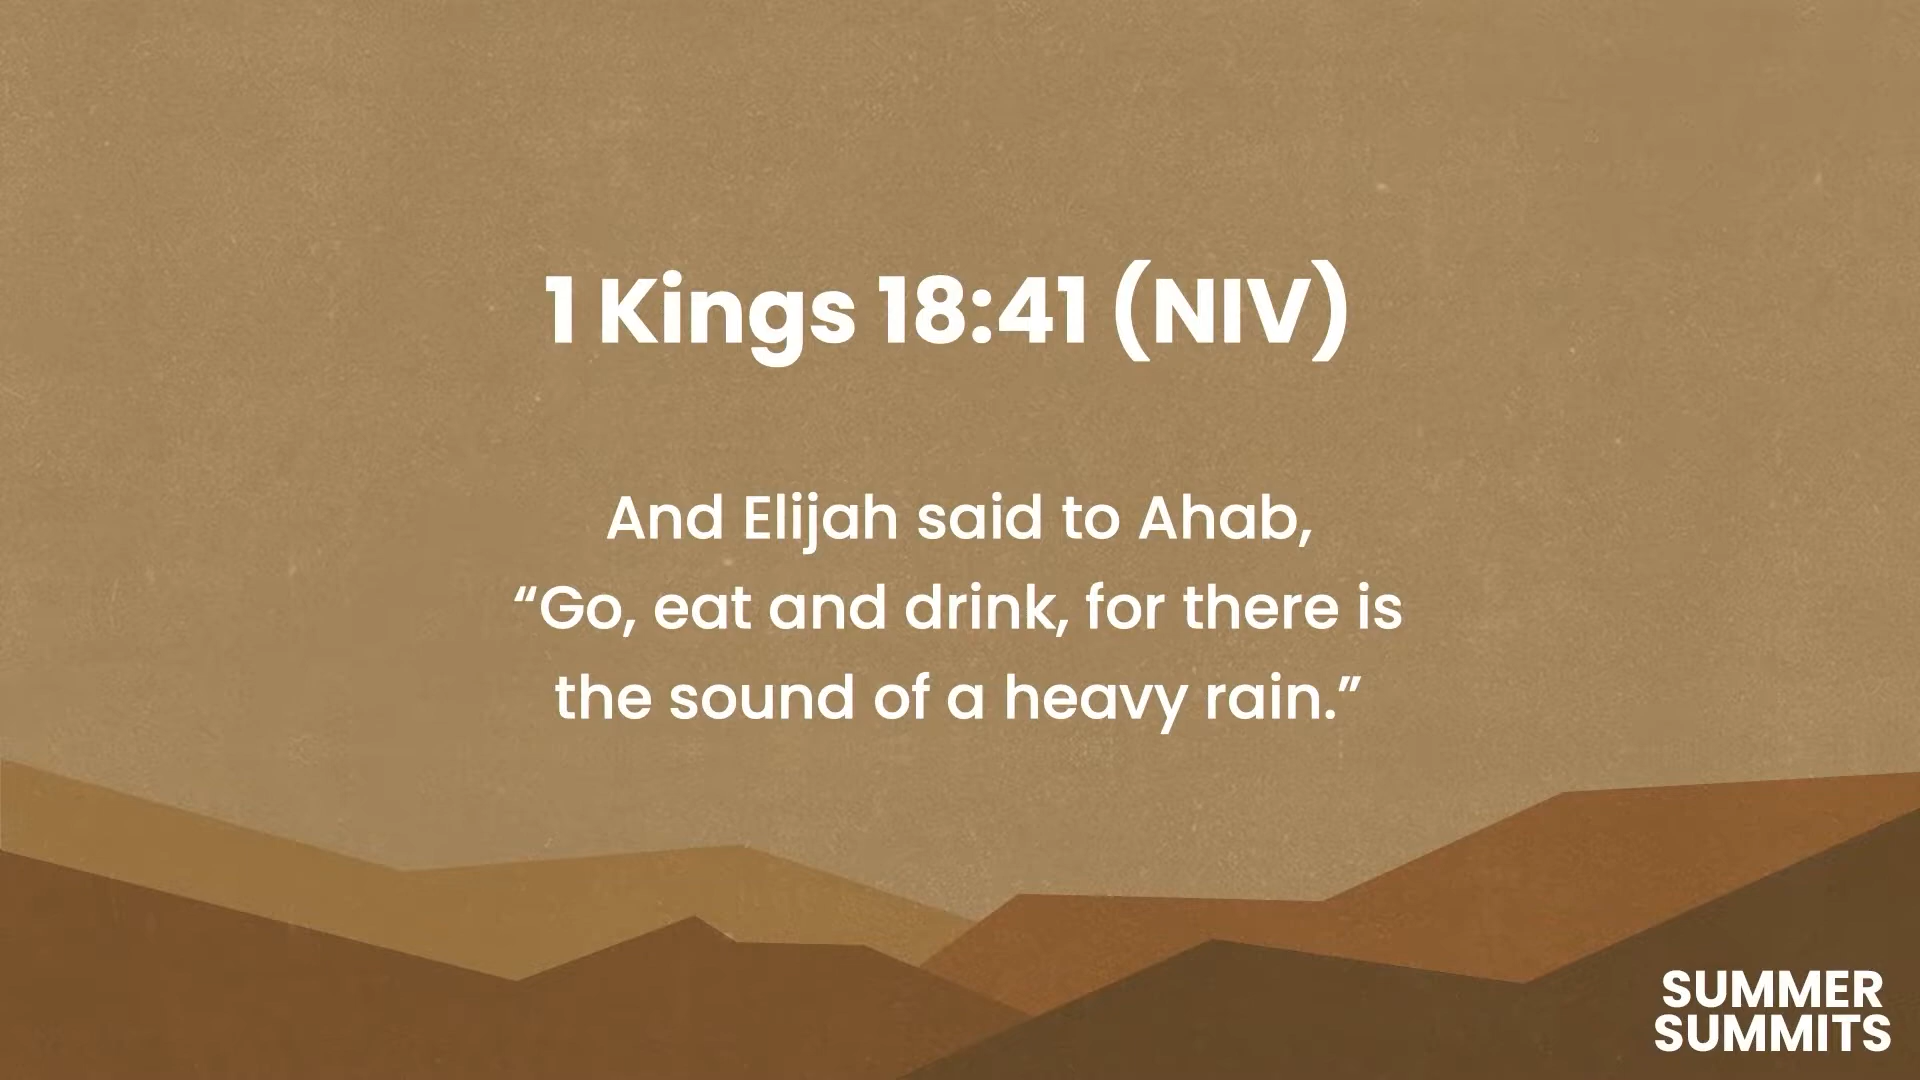 1 Kings 18:41 (NIV)
And Elijah said to Ahab,
“Go, eat and drink, for there is
the sound of a heavy rain.”
SUMMER
SUMMITS